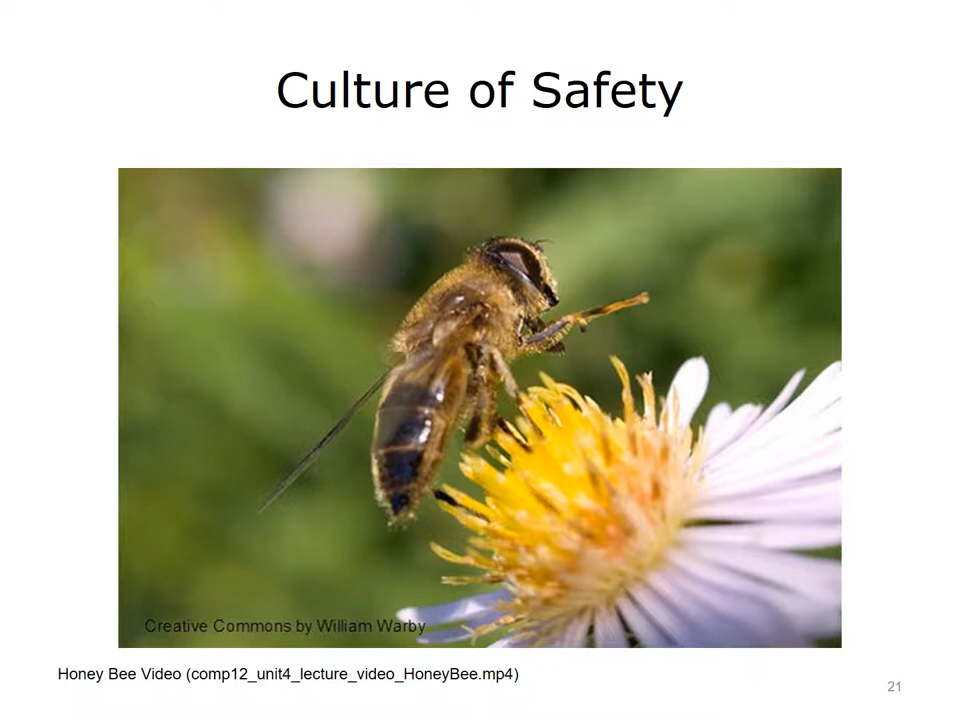 Culture of Safety
Creative Commons by William Warby
Honey Bee Video (comp12_unit4_lecture_video_HoneyBee.mp4)
21